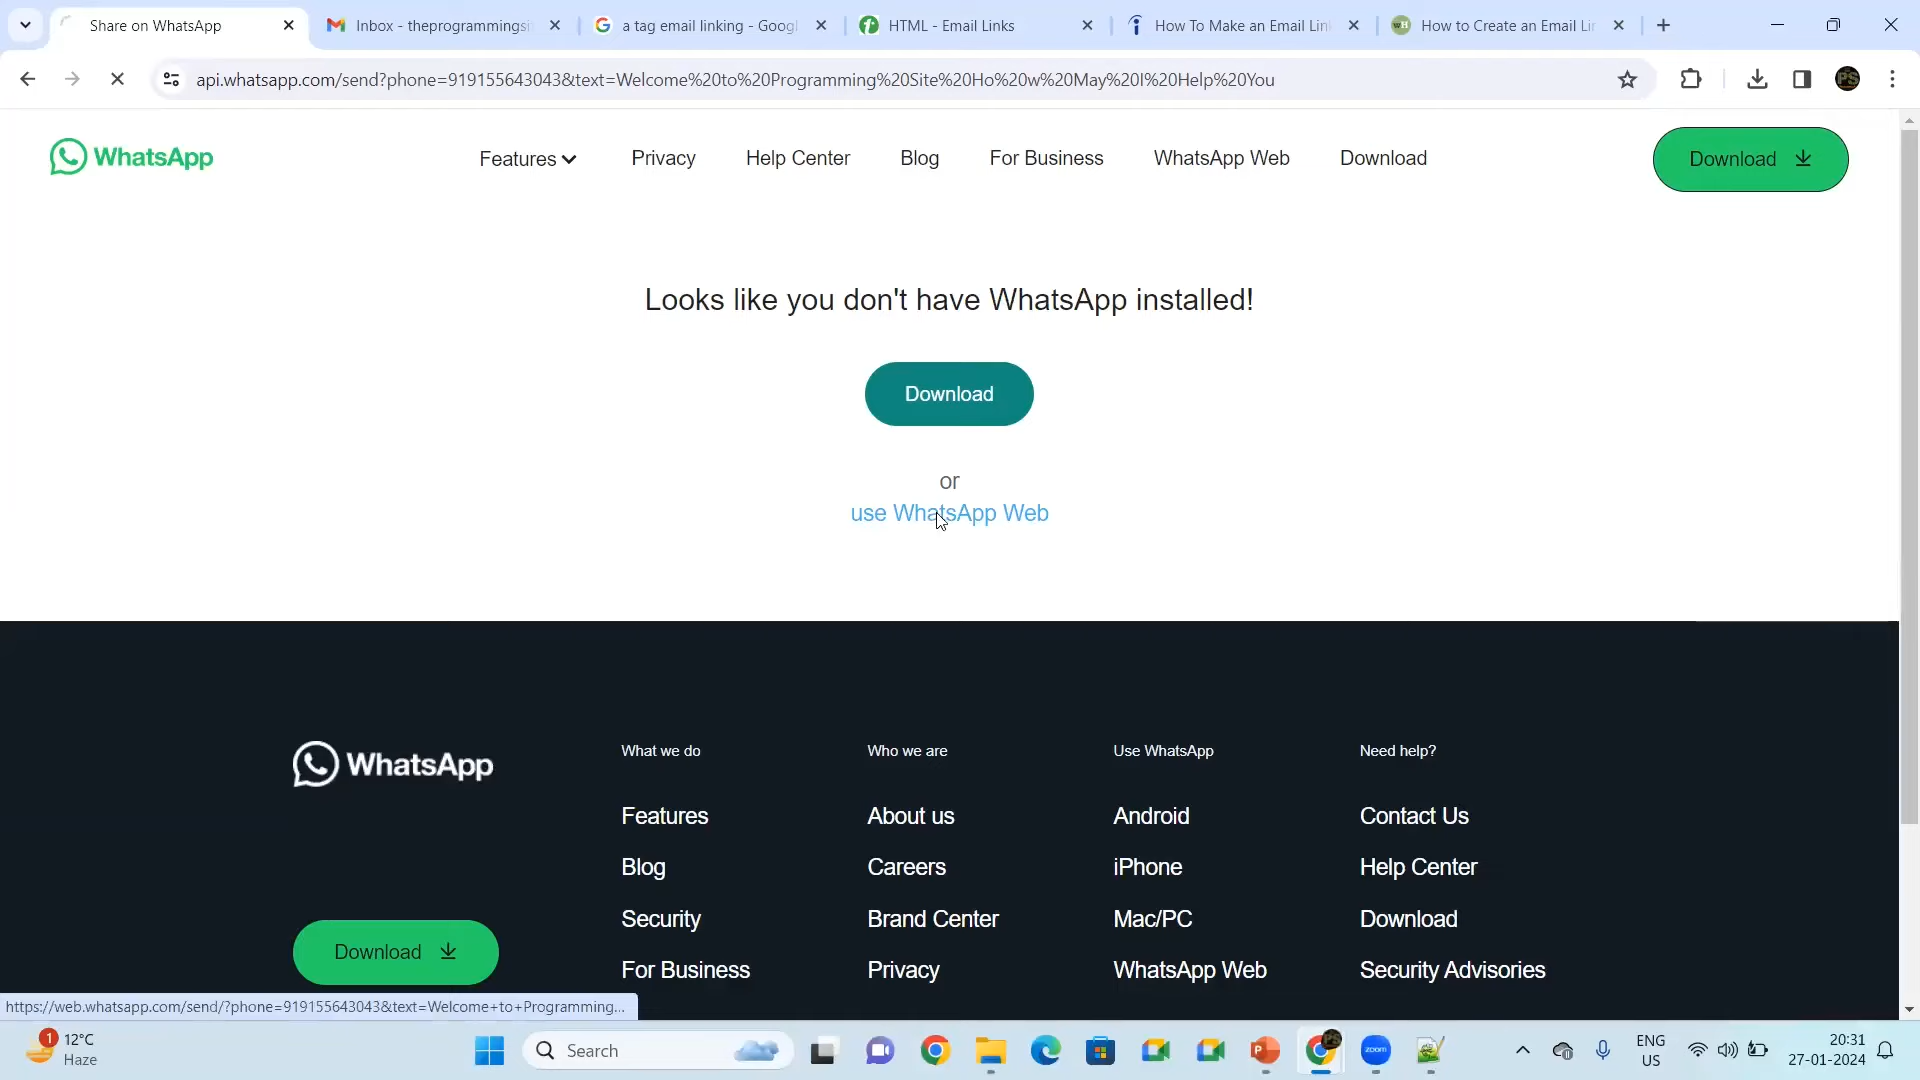 Share on WhatsApp
Inbox - theprogrammingsi
a tag email linking - Googl
HTML - Email Links
How To Make an Email Lin
How to Create an Email Lin
api.whatsapp.com/send?phone=919155643043&text=Welcome%20to%20Programming%20Site%20Ho%20w%20May%20I%20Help%20You
PS
WhatsApp
Features
Privacy
Help Center
Blog
For Business
WhatsApp Web
Download
Download
Looks like you don't have WhatsApp installed!
Download
or
use WhatsApp Web
WhatsApp
Download
What we do
Features
Blog
Security
For Business
Who we are
About us
Careers
Brand Center
Privacy
Use WhatsApp
Android
iPhone
Mac/PC
WhatsApp Web
Need help?
Contact Us
Help Center
Download
Security Advisories
https://web.whatsapp.com/send/?phone=919155643043&text=Welcome+to+Programming...
1
12°C
Haze
Search
zoom
ENG
US
20:31
27-01-2024